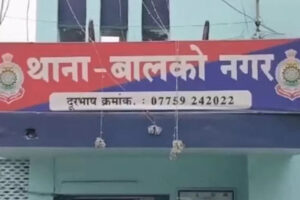 थाना - बालको नगर
दूरभाष क्रमांक. : 07759 242022